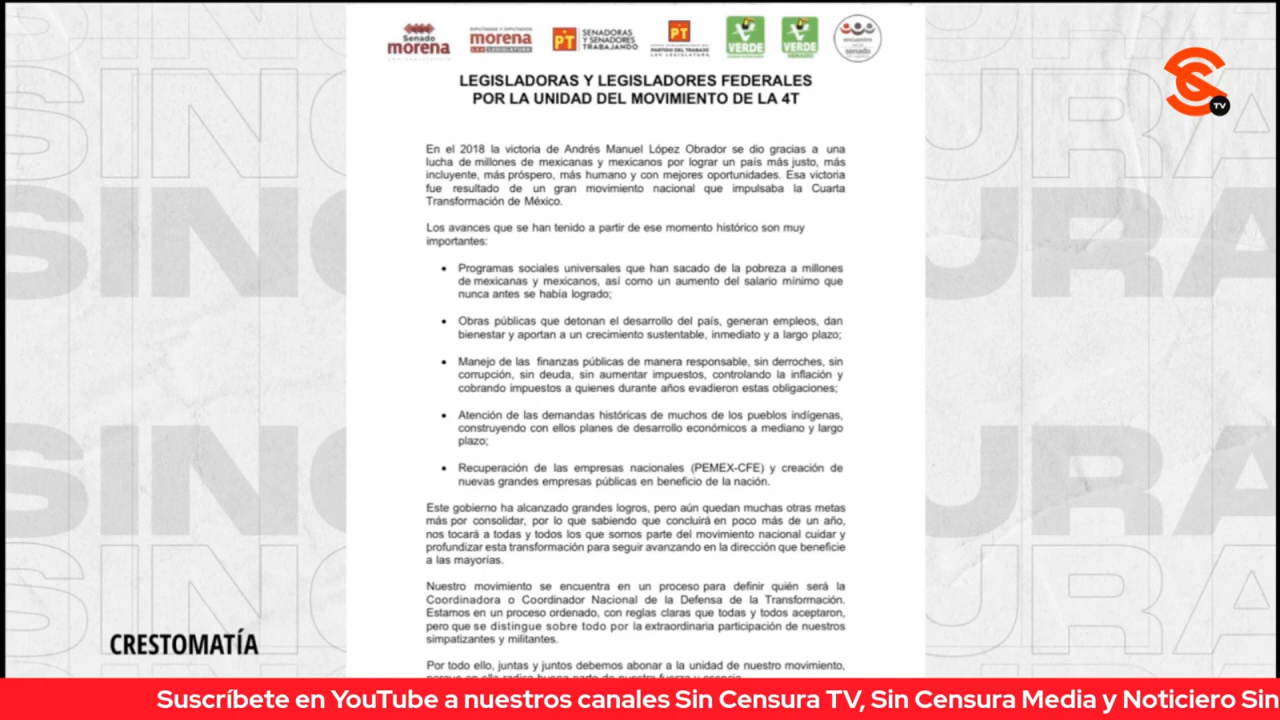 Senado
morena
DIPUTADAS Y DIPUTADOS
morena
LXV LEGISLATURA
PT
SENADORAS
Y SENADORES
TRABAJANDO
PT
PARTIDO DEL TRABAJO
LXV LEGISLATURA
VERDE
VERDE
SENADO
encuentro
senado
TV
LEGISLADORAS Y LEGISLADORES FEDERALES
POR LA UNIDAD DEL MOVIMIENTO DE LA 4T
En el 2018 la victoria de Andrés Manuel López Obrador se dio gracias a una
lucha de millones de mexicanas y mexicanos por lograr un país más justo, más
incluyente, más próspero, más humano y con mejores oportunidades. Esa victoria
fue resultado de un gran movimiento nacional que impulsaba la Cuarta
Transformación de México.
Los avances que se han tenido a partir de ese momento histórico son muy
importantes:
• Programas sociales universales que han sacado de la pobreza a millones
de mexicanas y mexicanos, así como un aumento del salario mínimo que
nunca antes se había logrado;
• Obras públicas que detonan el desarrollo del país, generan empleos, dan
bienestar y aportan a un crecimiento sustentable, inmediato y a largo plazo;
• Manejo de las finanzas públicas de manera responsable, sin derroches, sin
corrupción, sin deuda, sin aumentar impuestos, controlando la inflación y
cobrando impuestos a quienes durante años evadieron estas obligaciones;
• Atención de las demandas históricas de muchos de los pueblos indígenas,
construyendo con ellos planes de desarrollo económicos a mediano y largo
plazo;
• Recuperación de las empresas nacionales (PEMEX-CFE) y creación de
nuevas grandes empresas públicas en beneficio de la nación.
Este gobierno ha alcanzado grandes logros, pero aún quedan muchas otras metas
más por consolidar, por lo que sabiendo que concluirá en poco más de un año,
nos tocará a todas y todos los que somos parte del movimiento nacional cuidar y
profundizar esta transformación para seguir avanzando en la dirección que beneficie
a las mayorías.
Nuestro movimiento se encuentra en un proceso para definir quién será la
Coordinadora o Coordinador Nacional de la Defensa de la Transformación.
Estamos en un proceso ordenado, con reglas claras que todas y todos aceptaron,
pero que se distingue sobre todo por la extraordinaria participación de nuestros
simpatizantes y militantes.
Por todo ello, juntas y juntos debemos abonar a la unidad de nuestro movimiento,
CRESTOMATÍA
Suscríbete en YouTube a nuestros canales Sin Censura TV, Sin Censura Media y Noticiero Sin